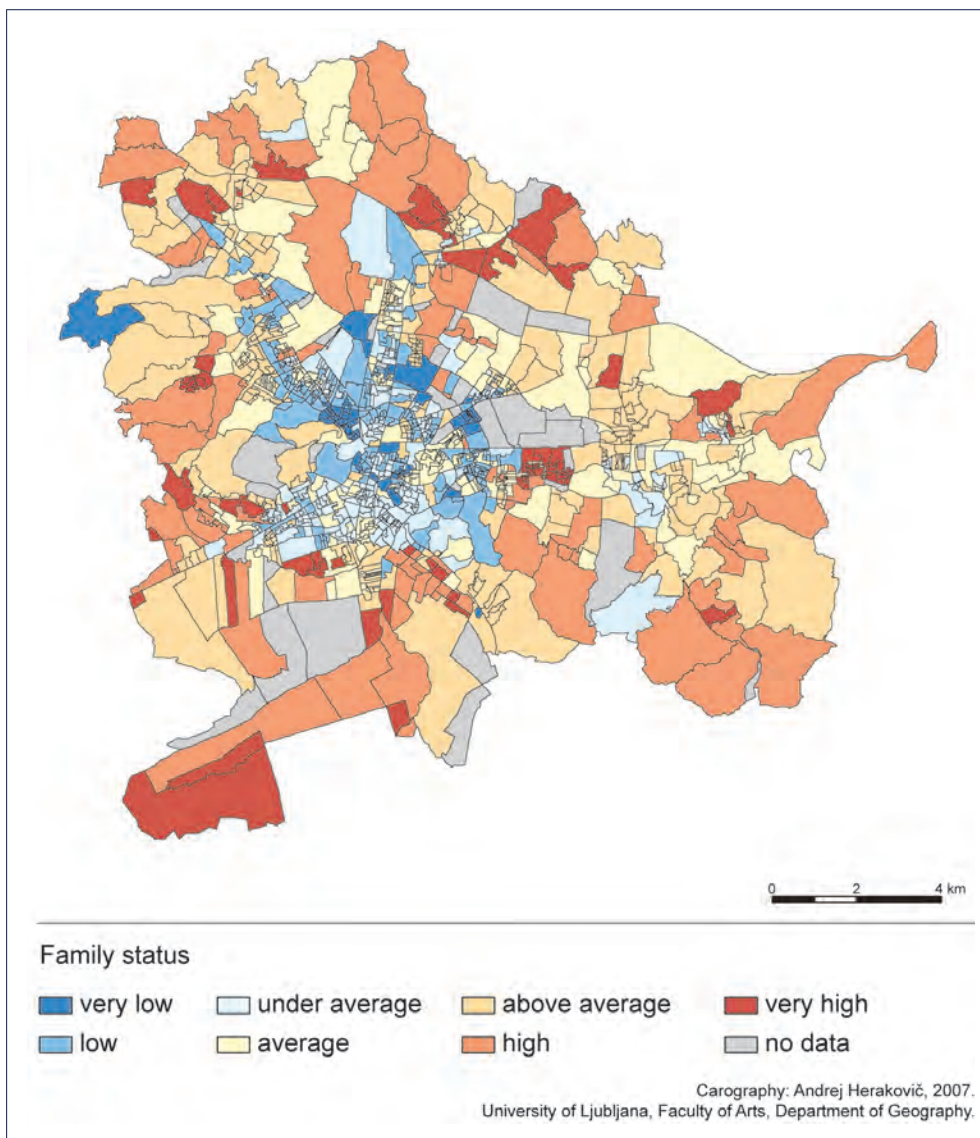 0 2 4 km
Family status
very low under average above average very high
low average high no data
Carography: Andrej Herakovič, 2007.
University of Ljubljana, Faculty of Arts, Department of Geography.